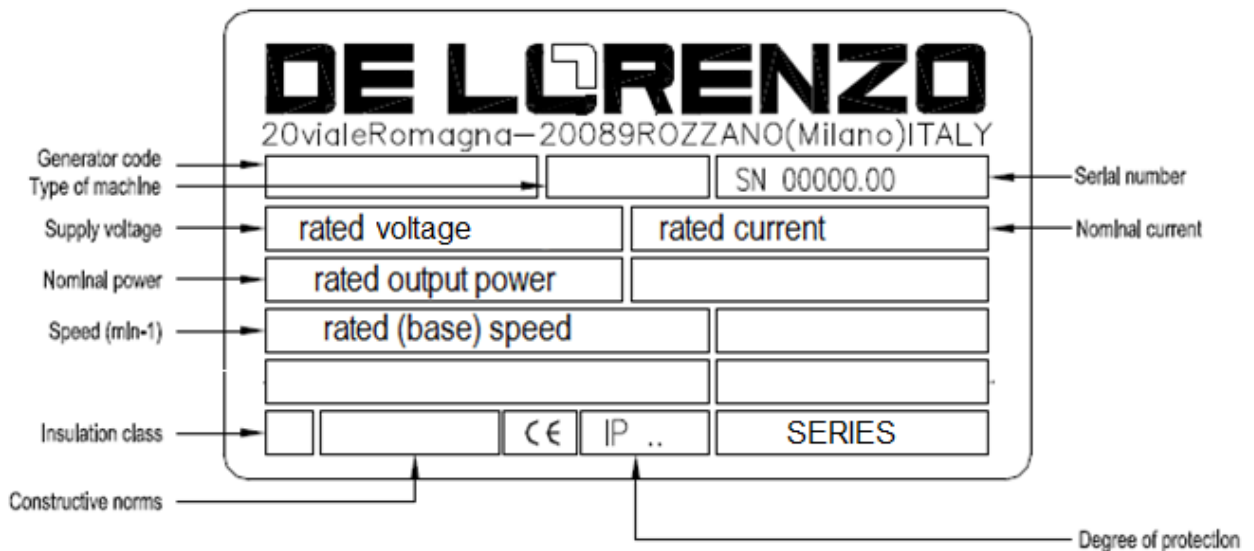 DE LORENZO
20vialeRomagna-20089ROZZANO(Milano)ITALY
Generator code
Type of machine
SN 00000.00
Serial number
Supply voltage
rated voltage
rated current
Nominal current
Nominal power
rated output power
Speed (min-1)
rated (base) speed
Insulation class
CE
IP ..
SERIES
Constructive norms
Degree of protection